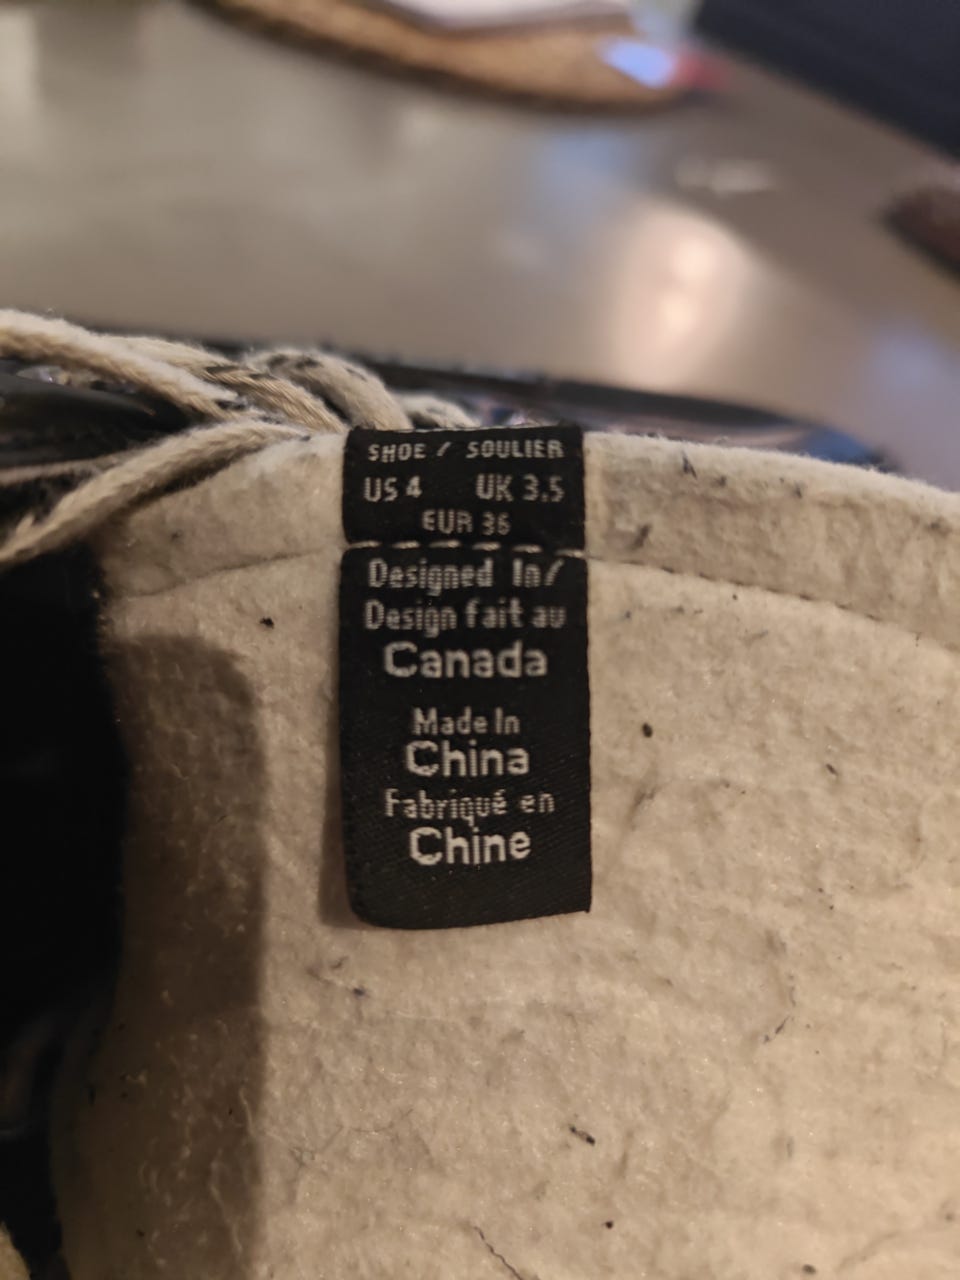 SHOE / SOULIER
US 4 UK 3.5
EUR 36
Designed In/
Design fait au
Canada
Made In
China
Fabriqué en
Chine